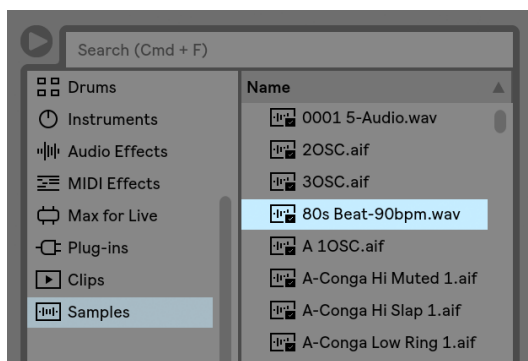 Search (Cmd + F)
Drums
Instruments
Audio Effects
MIDI Effects
Max for Live
Plug-ins
Clips
Samples
Name
0001 5-Audio.wav
2OSC.aif
3OSC.aif
80s Beat-90bpm.wav
A 1OSC.aif
A-Conga Hi Muted 1.aif
A-Conga Hi Slap 1.aif
A-Conga Low Ring 1.aif